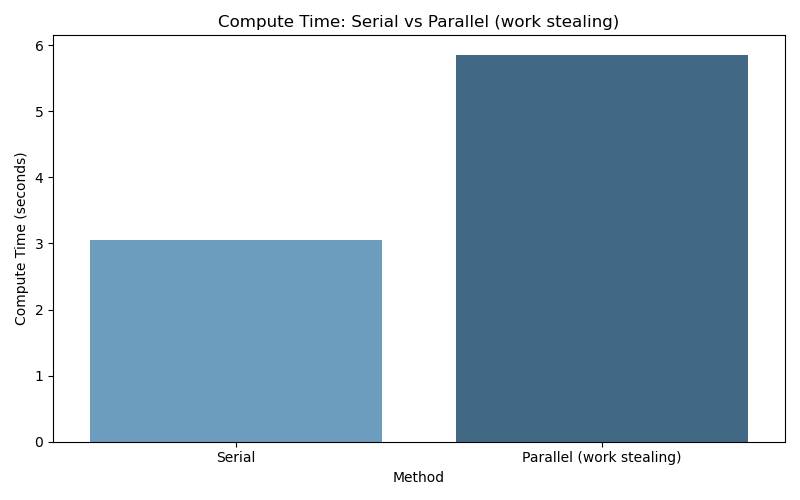 Compute Time: Serial vs Parallel (work stealing)
Compute Time (seconds)
6
5
4
3
2
1
0
Serial
Parallel (work stealing)
Method